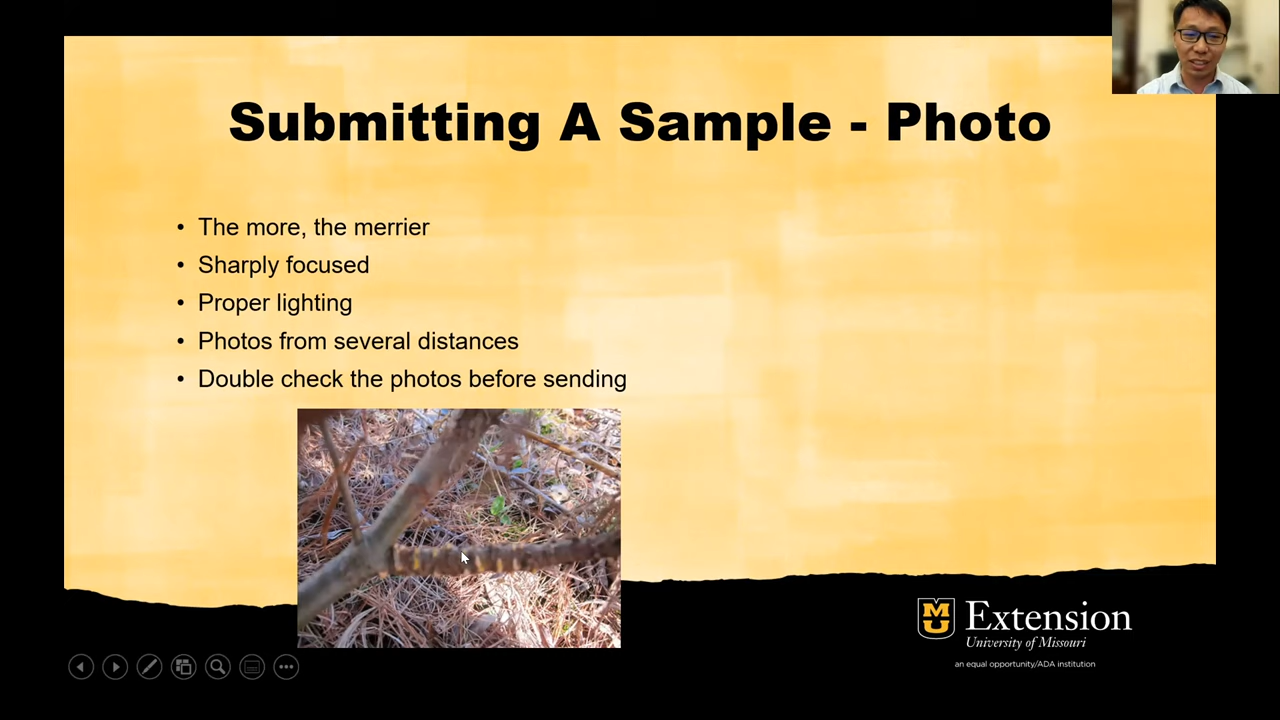 Submitting A Sample - Photo
• The more, the merrier
• Sharply focused
• Proper lighting
• Photos from several distances
• Double check the photos before sending
MU Extension
University of Missouri
an equal opportunity/ADA institution